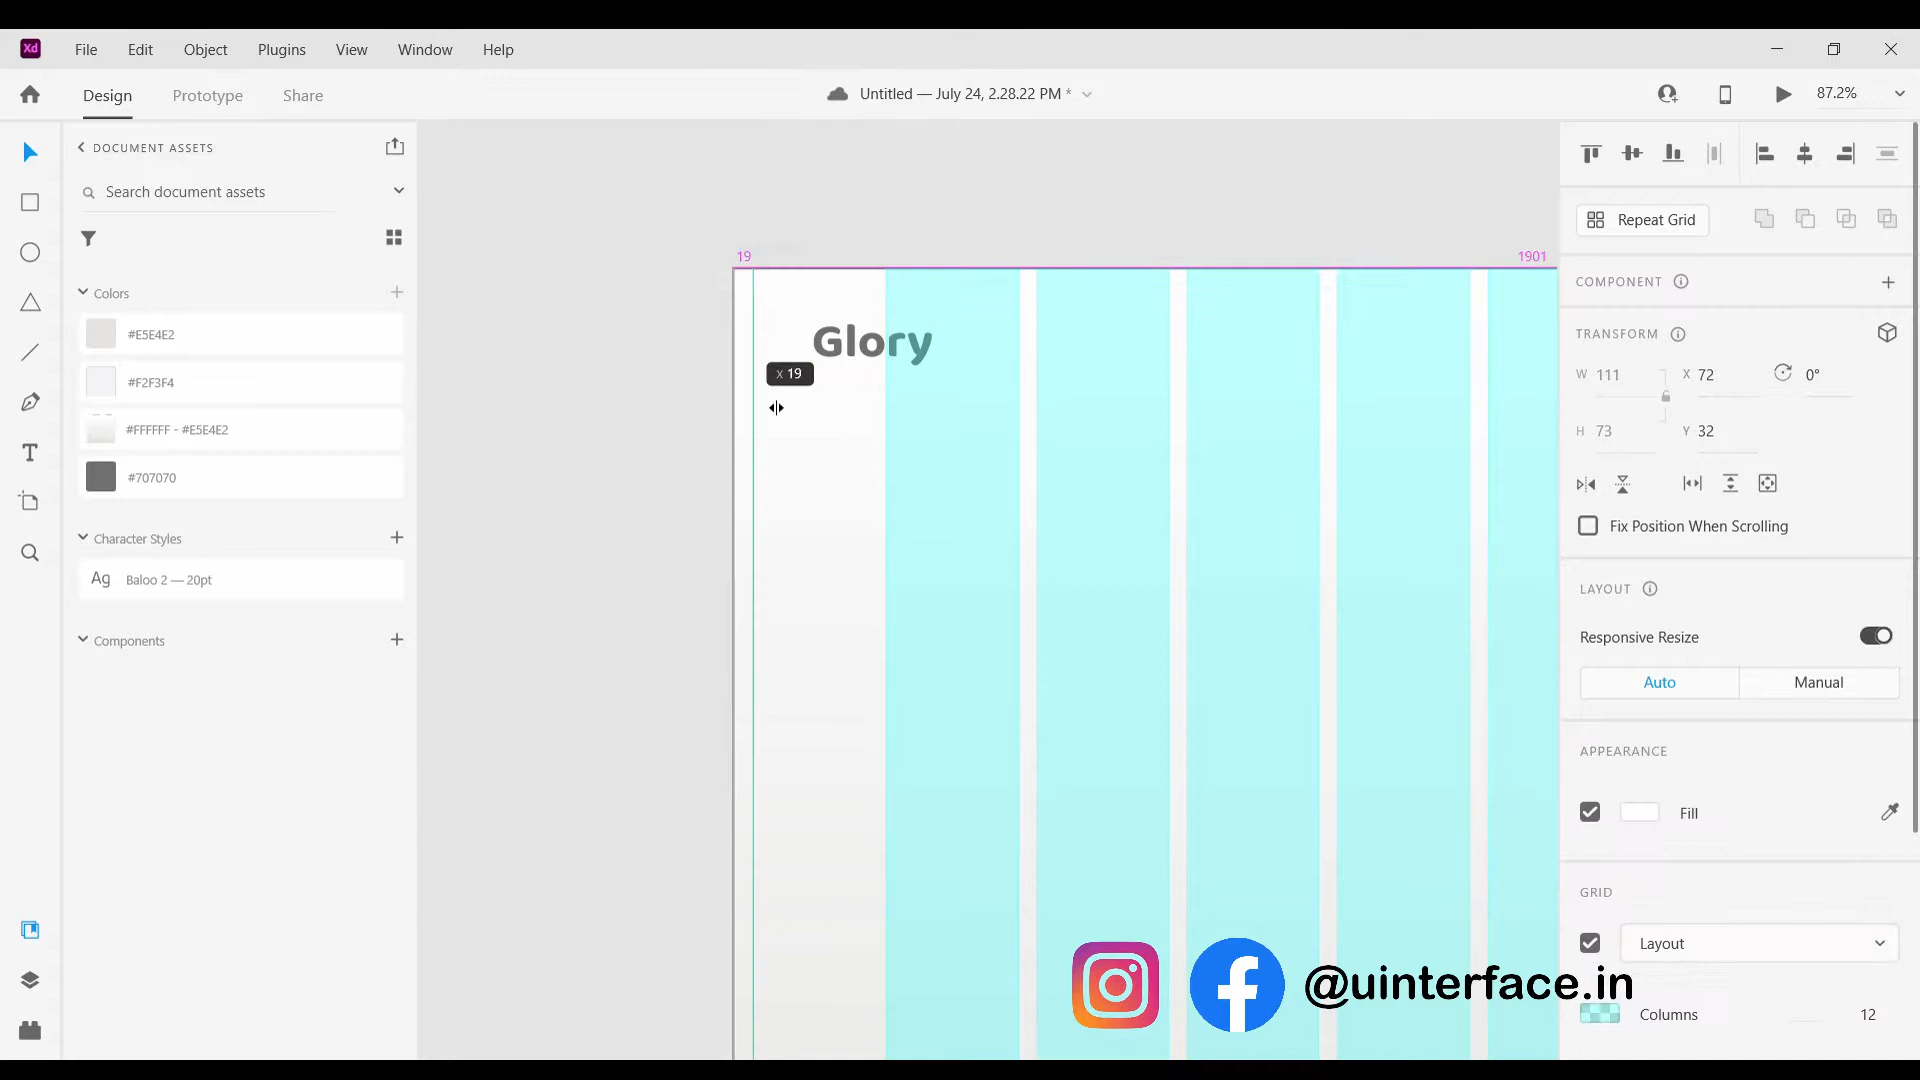 Xd File Edit Object Plugins View Window Help
Design Prototype Share
Untitled — July 24, 2.28.22 PM *
87.2%
DOCUMENT ASSETS
Search document assets
Colors
#E5E4E2
#F2F3F4
#FFFFFF - #E5E4E2
#707070
Character Styles
Ag Baloo 2 — 20pt
Components
19
1901
Glory
X 19
Repeat Grid
COMPONENT
TRANSFORM
W 111 X 72 0°
H 73 Y 32
Fix Position When Scrolling
LAYOUT
Responsive Resize
Auto Manual
APPEARANCE
Fill
GRID
Layout
@uinterface.in
Columns 12